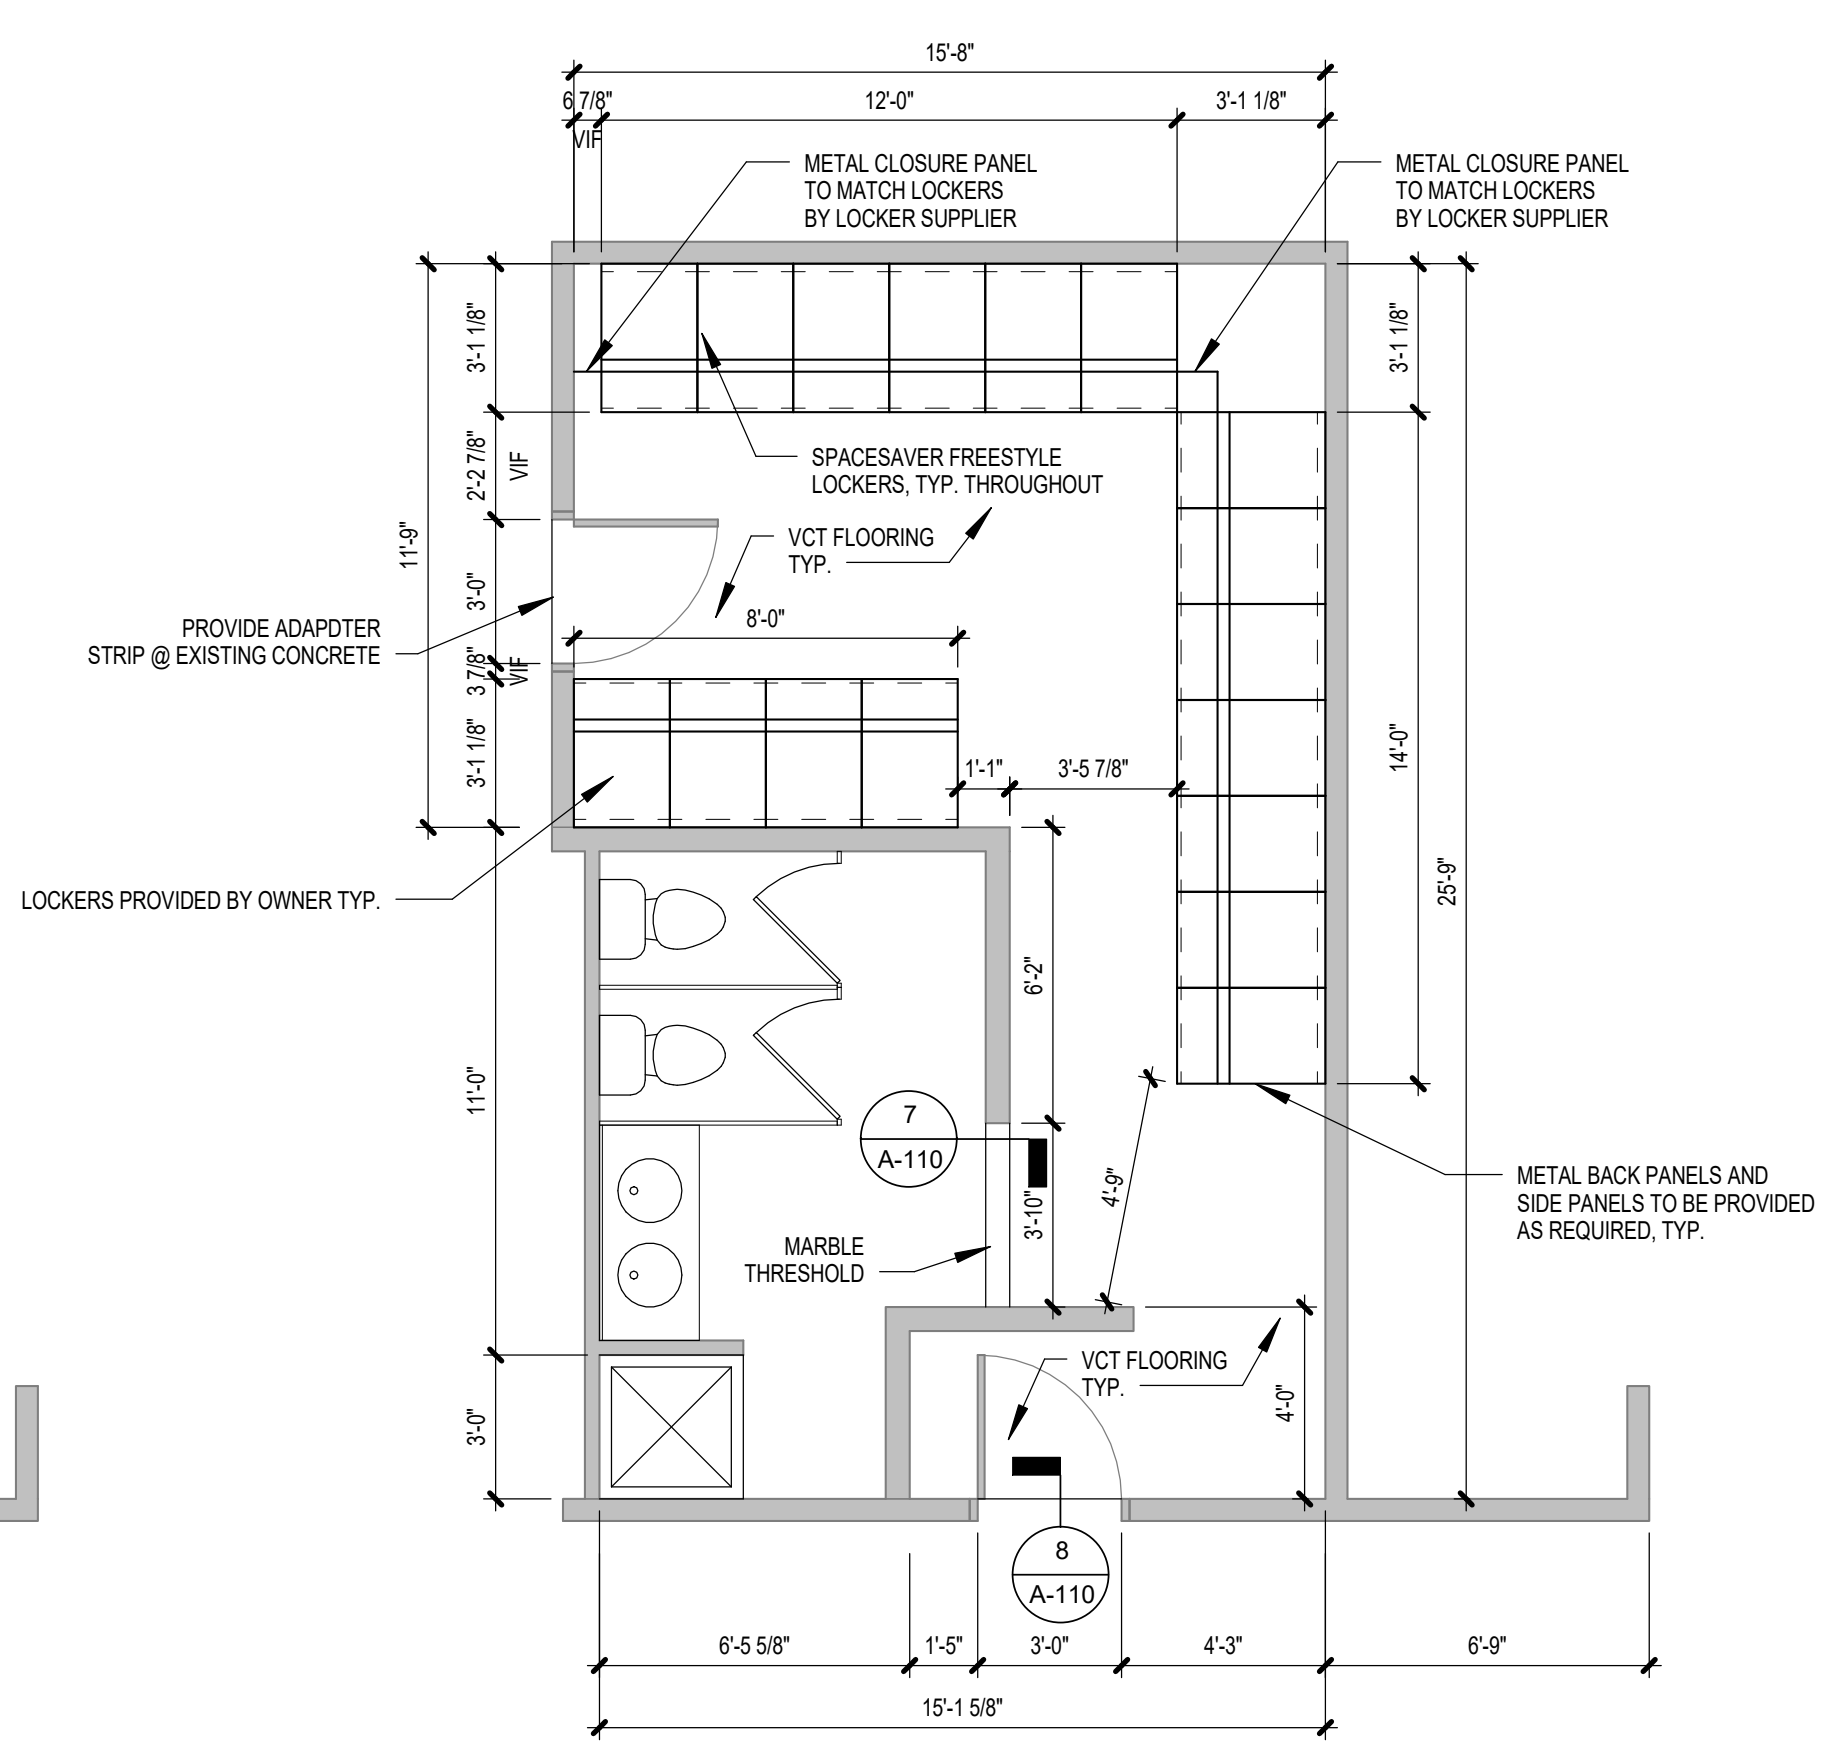 15'-8"
6 7/8"
12'-0"
3'-1 1/8"
VIF
METAL CLOSURE PANEL
TO MATCH LOCKERS
BY LOCKER SUPPLIER
METAL CLOSURE PANEL
TO MATCH LOCKERS
BY LOCKER SUPPLIER
3'-1 1/8"
3'-1 1/8"
2'-2 7/8"
VIF
SPACESAVER FREESTYLE
LOCKERS, TYP. THROUGHOUT
11'-9"
VCT FLOORING
TYP.
3'-0"
8'-0"
PROVIDE ADAPDTER
STRIP @ EXISTING CONCRETE
3 7/8"
VIF
3'-1 1/8"
14'-0"
1'-1"
3'-5 7/8"
25'-9"
LOCKERS PROVIDED BY OWNER TYP.
6'-2"
11'-0"
7
A-110
4'-9"
3'-10"
METAL BACK PANELS AND
SIDE PANELS TO BE PROVIDED
AS REQUIRED, TYP.
MARBLE
THRESHOLD
VCT FLOORING
TYP.
4'-0"
3'-0"
8
A-110
6'-5 5/8"
1'-5"
3'-0"
4'-3"
6'-9"
15'-1 5/8"